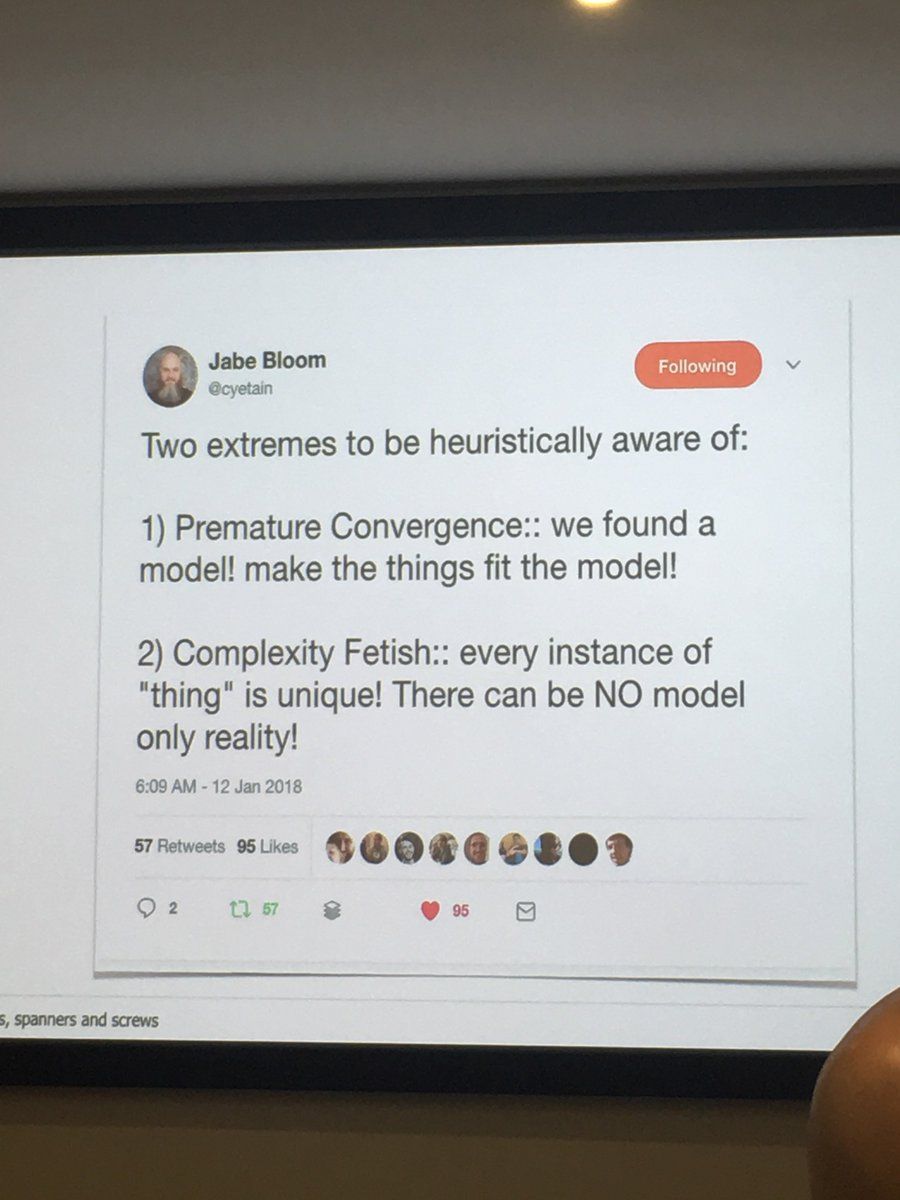 Jabe Bloom
@cyetain
Following
Two extremes to be heuristically aware of:
1) Premature Convergence:: we found a
model! make the things fit the model!
2) Complexity Fetish:: every instance of
"thing" is unique! There can be NO model
only reality!
6:09 AM - 12 Jan 2018
57 Retweets 95 Likes
2 57 95
s, spanners and screws